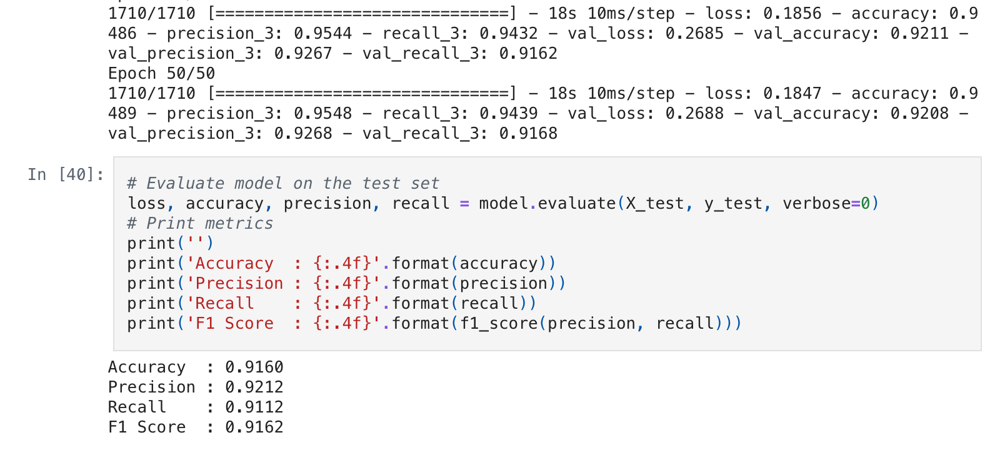 1710/1710 [==============================] - 18s 10ms/step - loss: 0.1856 - accuracy: 0.9
486 - precision_3: 0.9544 - recall_3: 0.9432 - val_loss: 0.2685 - val_accuracy: 0.9211 -
val_precision_3: 0.9267 - val_recall_3: 0.9162
Epoch 50/50
1710/1710 [==============================] - 18s 10ms/step - loss: 0.1847 - accuracy: 0.9
489 - precision_3: 0.9548 - recall_3: 0.9439 - val_loss: 0.2688 - val_accuracy: 0.9208 -
val_precision_3: 0.9268 - val_recall_3: 0.9168
In [40]:
# Evaluate model on the test set
loss, accuracy, precision, recall = model.evaluate(X_test, y_test, verbose=0)
# Print metrics
print('')
print('Accuracy  : {:.4f}'.format(accuracy))
print('Precision : {:.4f}'.format(precision))
print('Recall    : {:.4f}'.format(recall))
print('F1 Score  : {:.4f}'.format(f1_score(precision, recall)))
Accuracy  : 0.9160
Precision : 0.9212
Recall    : 0.9112
F1 Score  : 0.9162